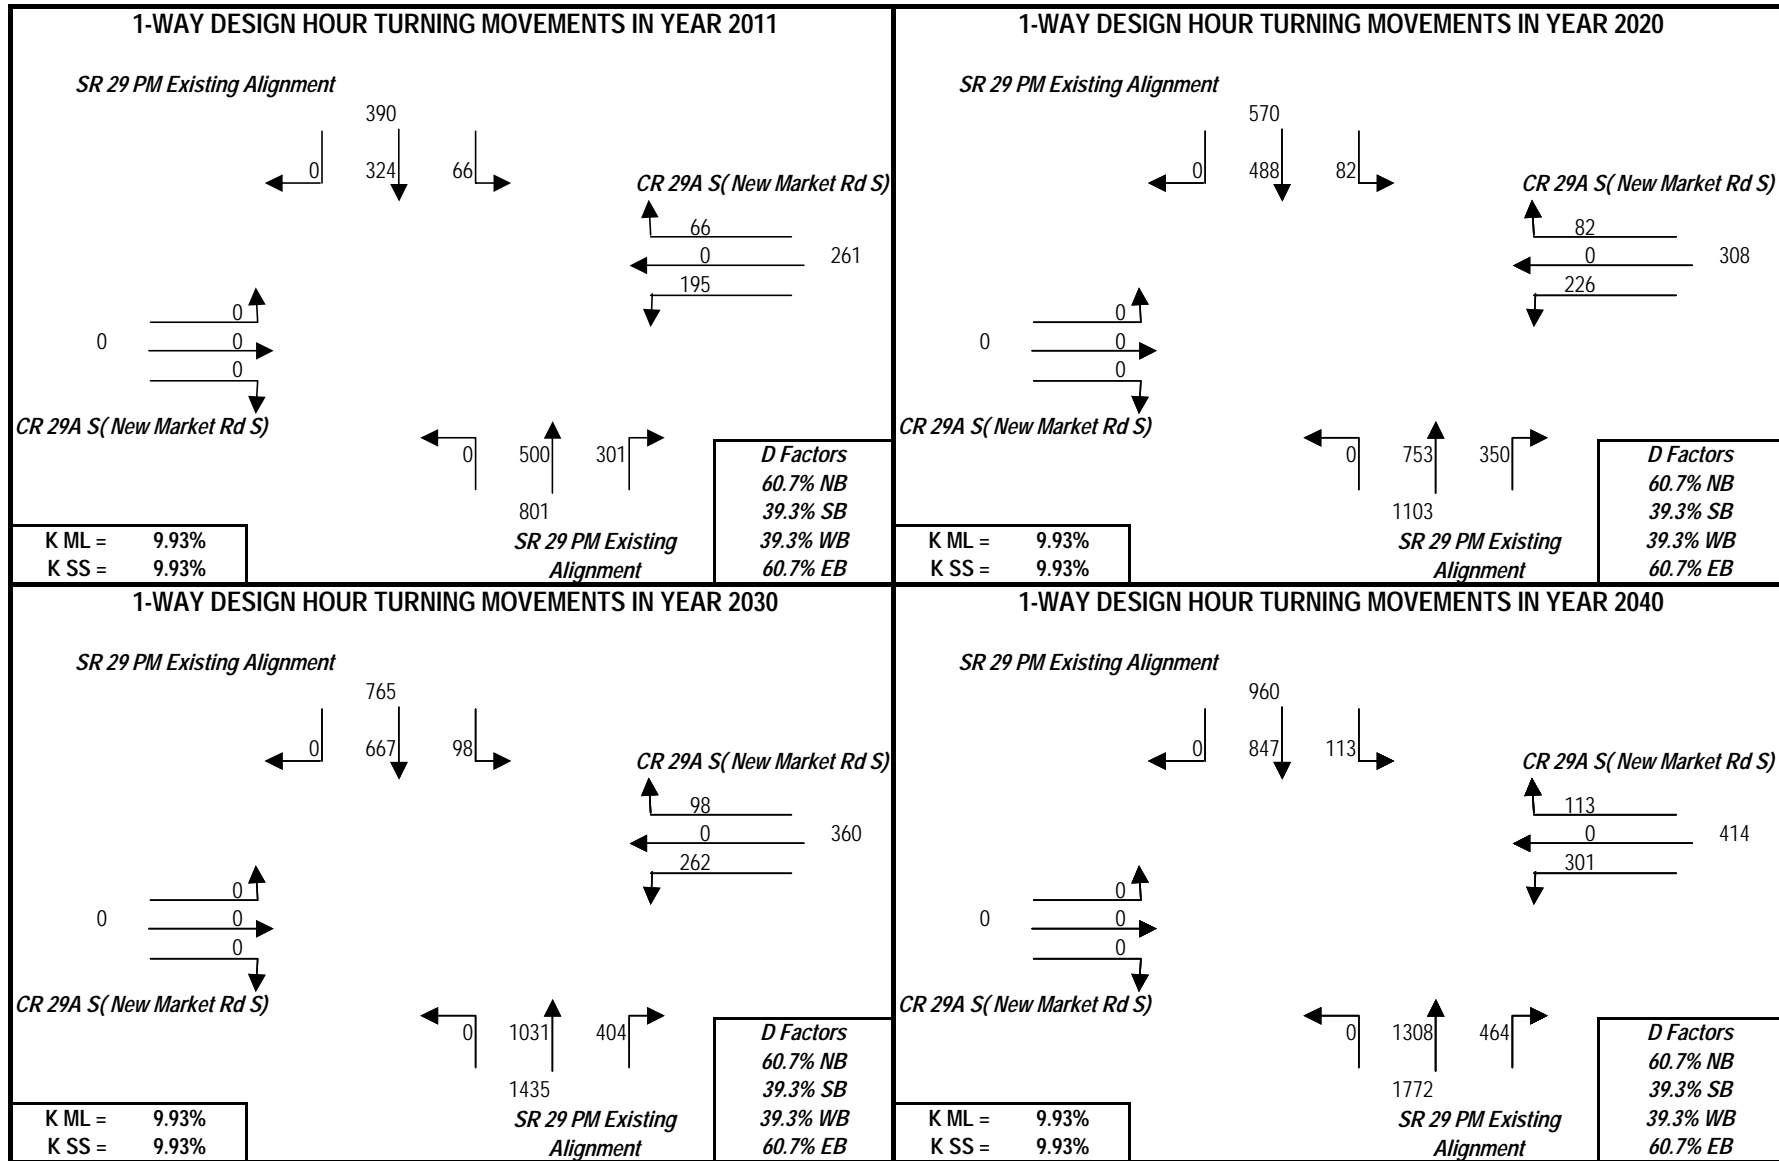 1-WAY DESIGN HOUR TURNING MOVEMENTS IN YEAR 2011
SR 29 PM Existing Alignment
390
0 324 66
CR 29A S( New Market Rd S)
66
0 261
195
0
0 0
0
CR 29A S( New Market Rd S)
0 500 301
801
SR 29 PM Existing
Alignment
D Factors
60.7% NB
39.3% SB
39.3% WB
60.7% EB
K ML = 9.93%
K SS = 9.93%
1-WAY DESIGN HOUR TURNING MOVEMENTS IN YEAR 2020
SR 29 PM Existing Alignment
570
0 488 82
CR 29A S( New Market Rd S)
82
0 308
226
0
0 0
0
CR 29A S( New Market Rd S)
0 753 350
1103
SR 29 PM Existing
Alignment
D Factors
60.7% NB
39.3% SB
39.3% WB
60.7% EB
K ML = 9.93%
K SS = 9.93%
1-WAY DESIGN HOUR TURNING MOVEMENTS IN YEAR 2030
SR 29 PM Existing Alignment
765
0 667 98
CR 29A S( New Market Rd S)
98
0 360
262
0
0 0
0
CR 29A S( New Market Rd S)
0 1031 404
1435
SR 29 PM Existing
Alignment
D Factors
60.7% NB
39.3% SB
39.3% WB
60.7% EB
K ML = 9.93%
K SS = 9.93%
1-WAY DESIGN HOUR TURNING MOVEMENTS IN YEAR 2040
SR 29 PM Existing Alignment
960
0 847 113
CR 29A S( New Market Rd S)
113
0 414
301
0
0 0
0
CR 29A S( New Market Rd S)
0 1308 464
1772
SR 29 PM Existing
Alignment
D Factors
60.7% NB
39.3% SB
39.3% WB
60.7% EB
K ML = 9.93%
K SS = 9.93%